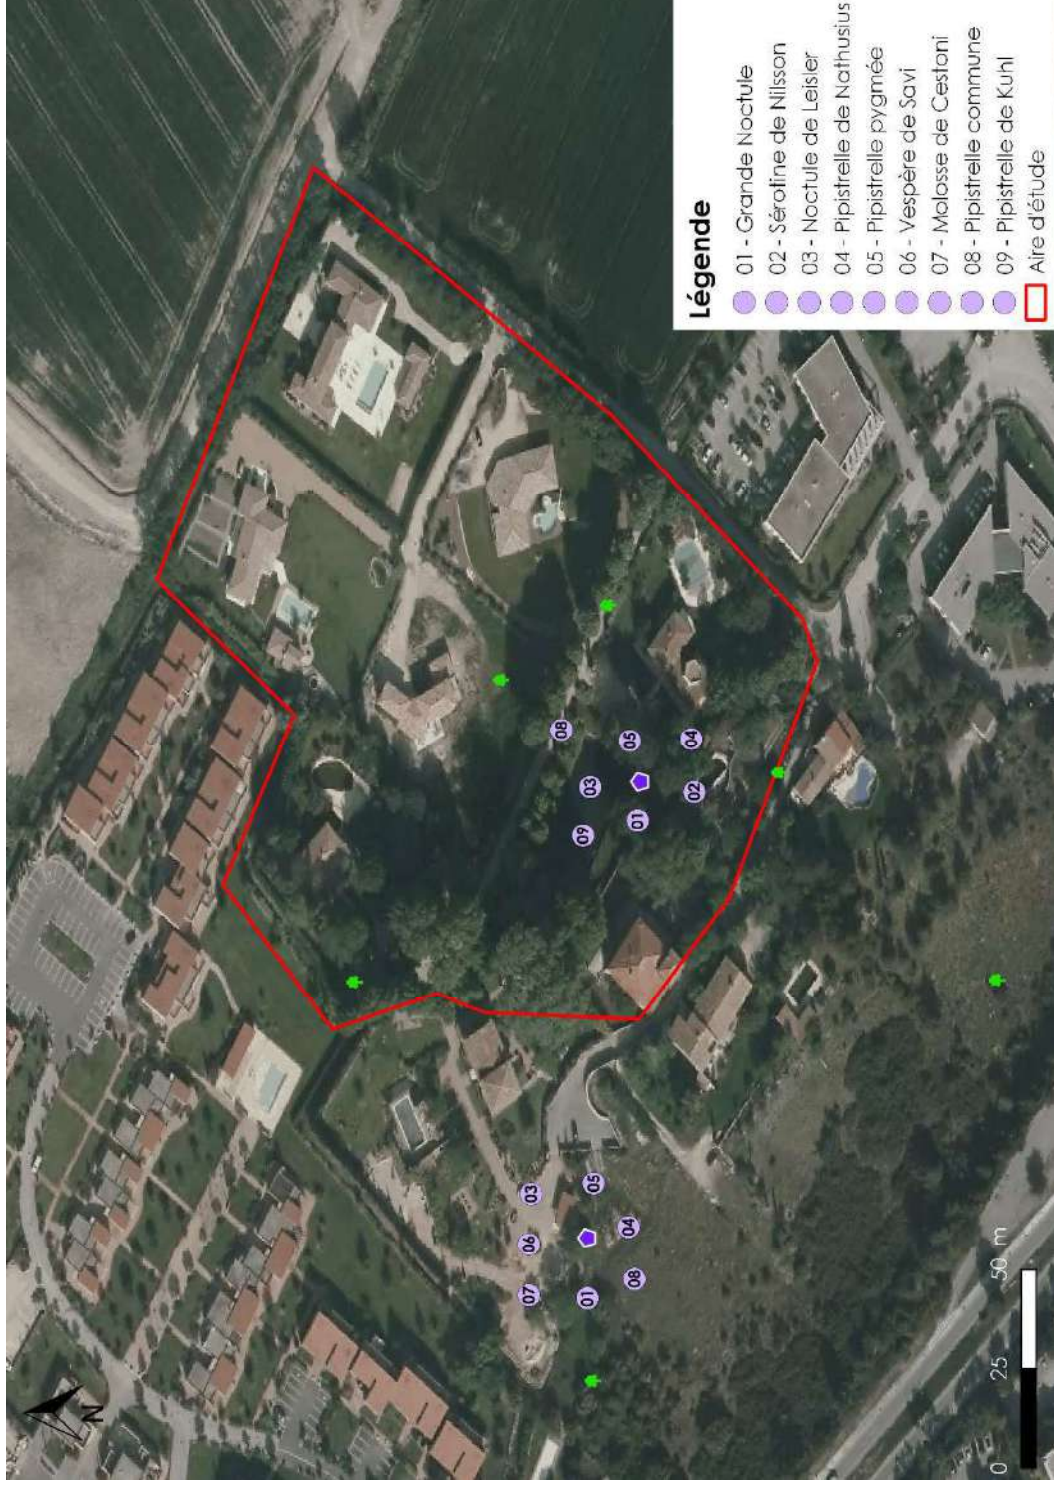 N
Légende
01 - Grande Noctule
02 - Sérotine de Nilsson
03 - Noctule de Leisler
04 - Pipistrelle de Nathusius
05 - Pipistrelle pygmée
06 - Vespère de Savi
07 - Molosse de Cestoni
08 - Pipistrelle commune
09 - Pipistrelle de Kuhl
Aire d'étude
07
06
03
01
05
08
04
09
03
08
01
05
02
04
0 25 50 m